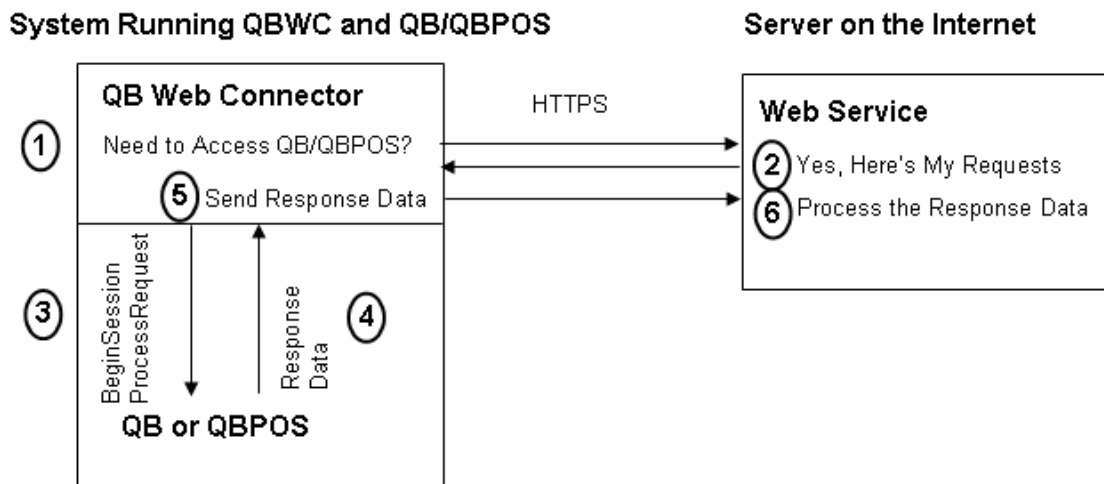 System Running QBWC and QB/QBPOS
Server on the Internet
QB Web Connector
HTTPS
Web Service
1
Need to Access QB/QBPOS?
2
Yes, Here's My Requests
5
Send Response Data
6
Process the Response Data
3
BeginSession
ProcessRequest
Response
Data
4
QB or QBPOS